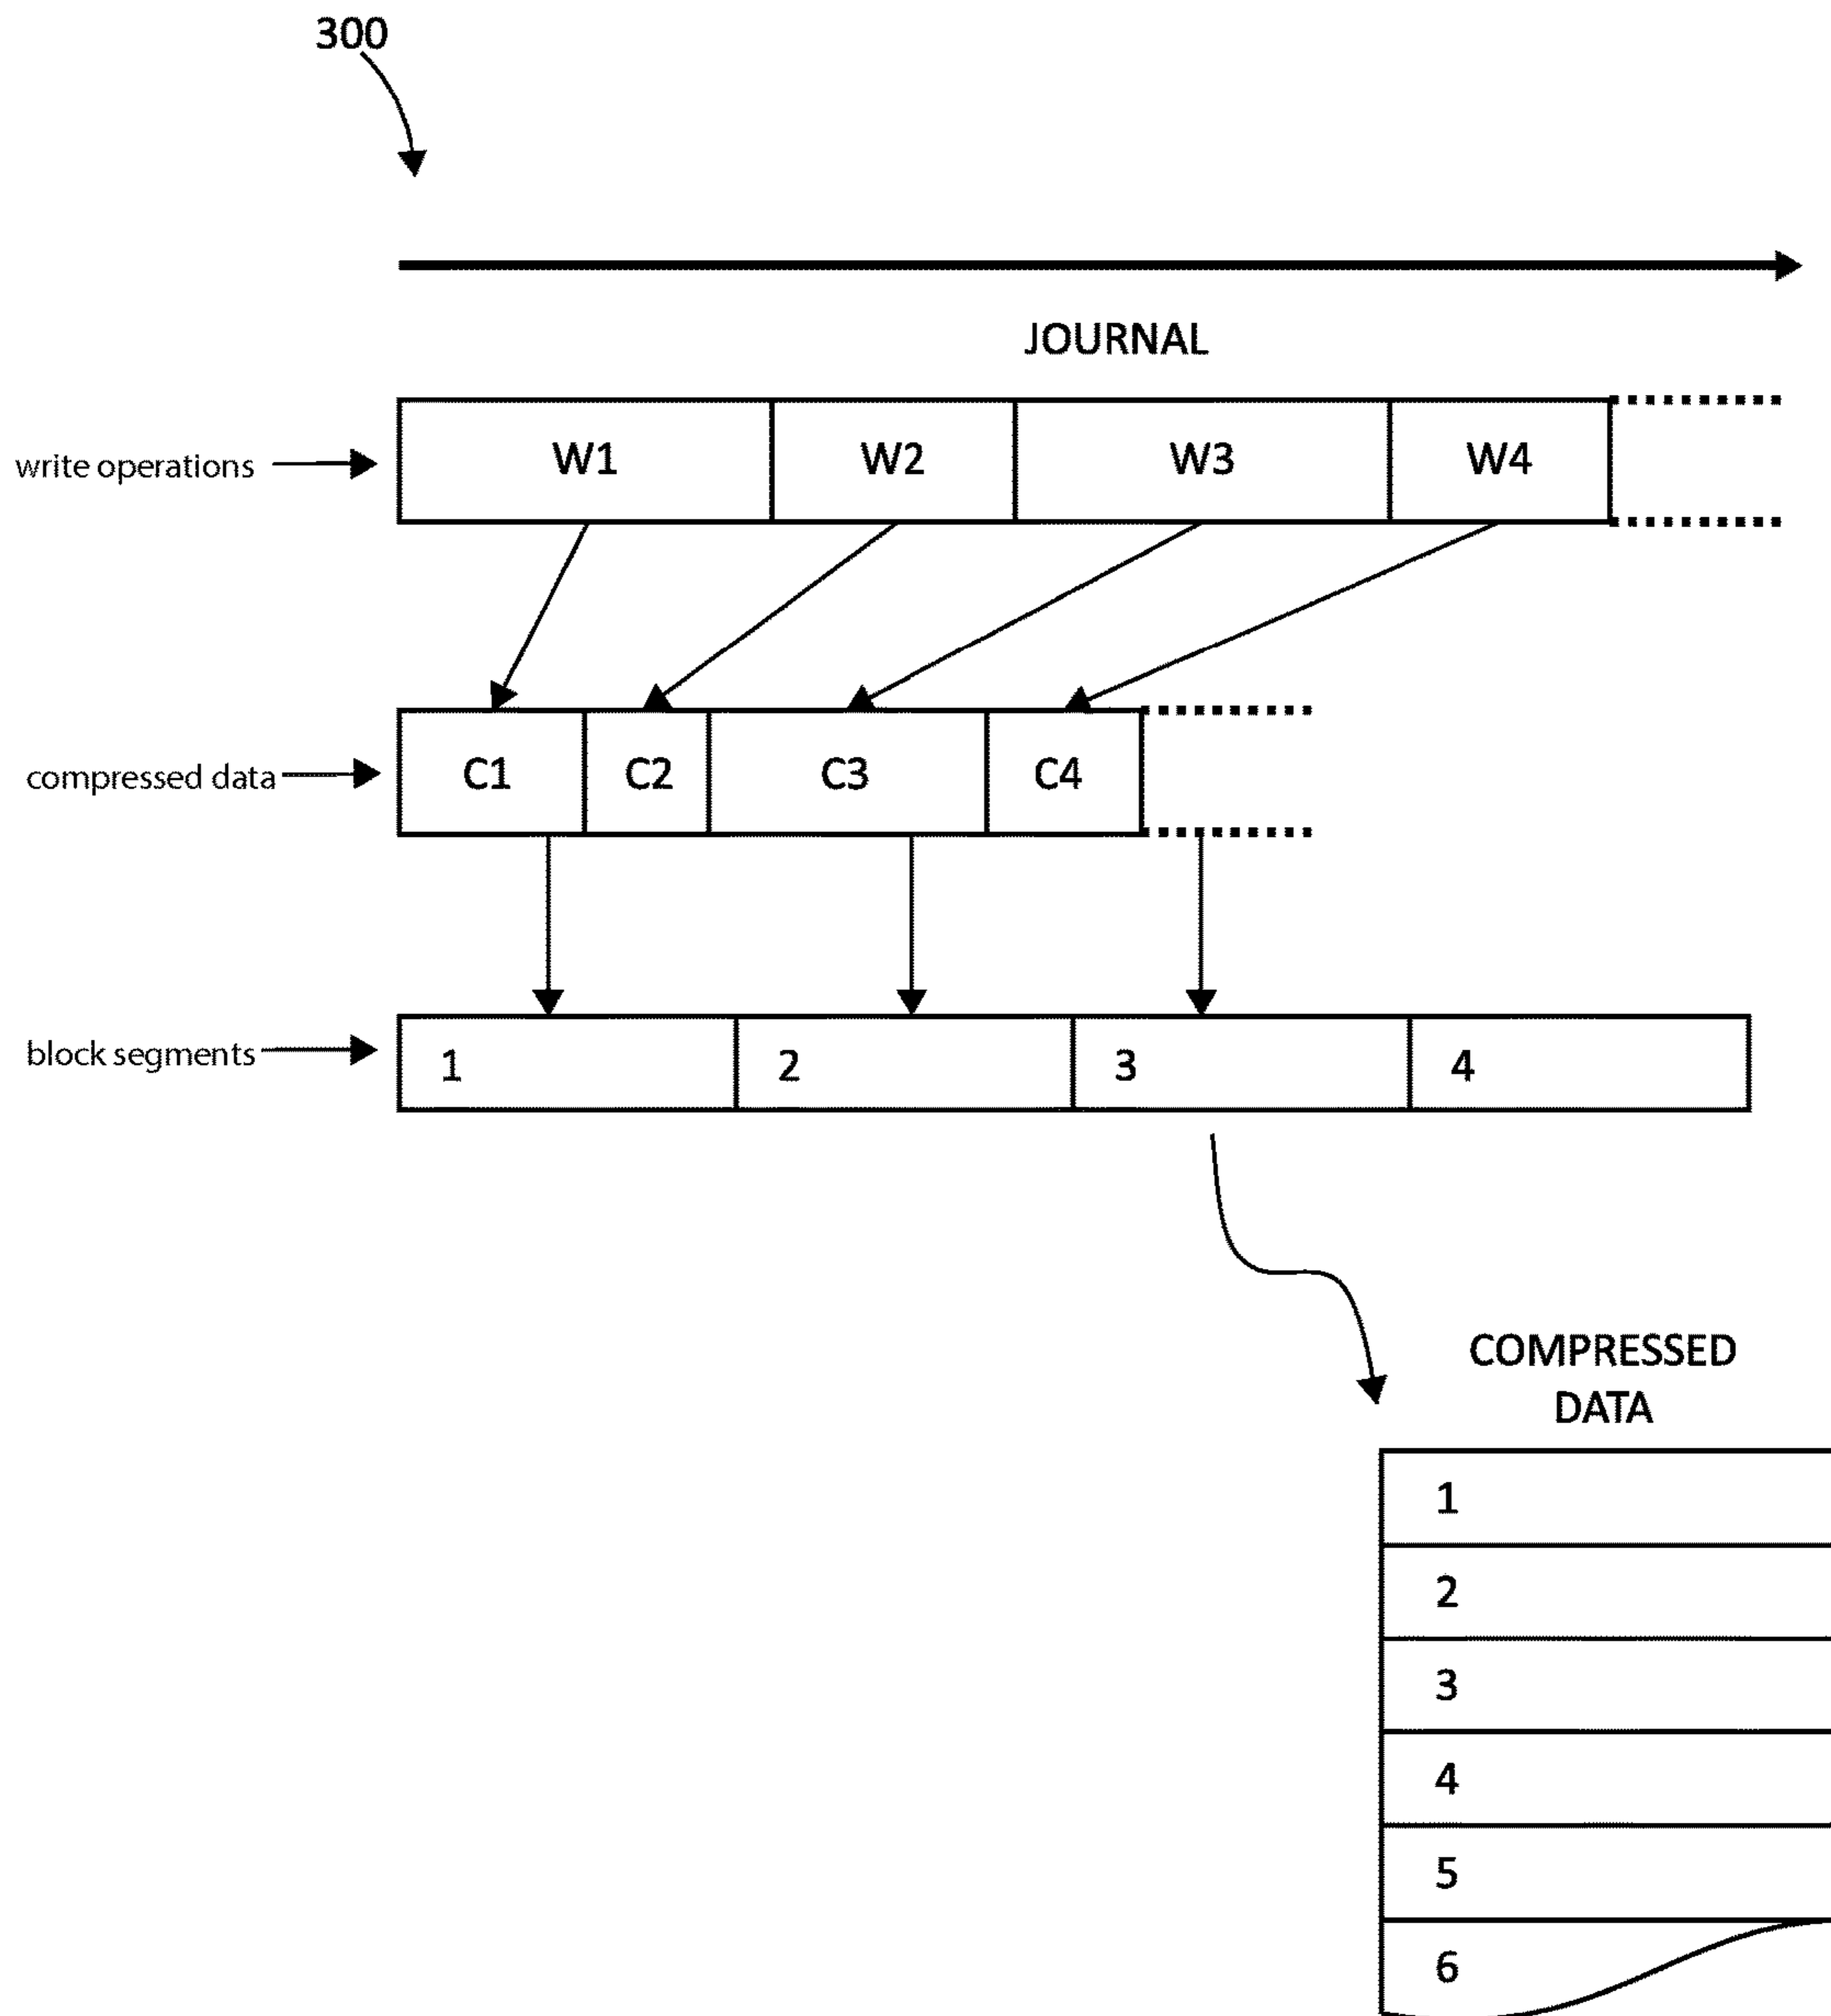 300
JOURNAL
write operations
W1 W2 W3 W4
compressed data
C1 C2 C3 C4
block segments
1 2 3 4
COMPRESSED
DATA
1
2
3
4
5
6